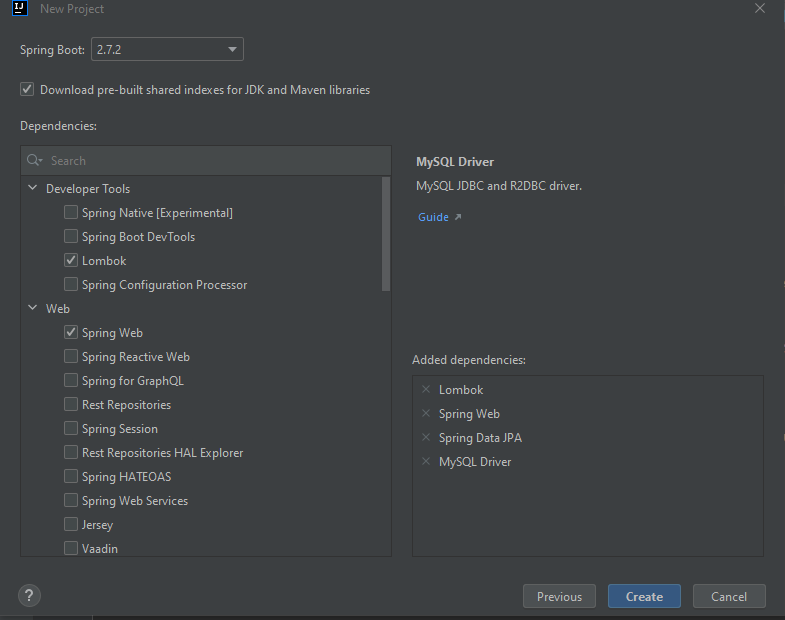 IJ
New Project
Spring Boot: 2.7.2
Download pre-built shared indexes for JDK and Maven libraries
Dependencies:
Search
Developer Tools
Spring Native [Experimental]
Spring Boot DevTools
Lombok
Spring Configuration Processor
Web
Spring Web
Spring Reactive Web
Spring for GraphQL
Rest Repositories
Spring Session
Rest Repositories HAL Explorer
Spring HATEOAS
Spring Web Services
Jersey
Vaadin
MySQL Driver
MySQL JDBC and R2DBC driver.
Guide ↗
Added dependencies:
Lombok
Spring Web
Spring Data JPA
MySQL Driver
?
Previous
Create
Cancel